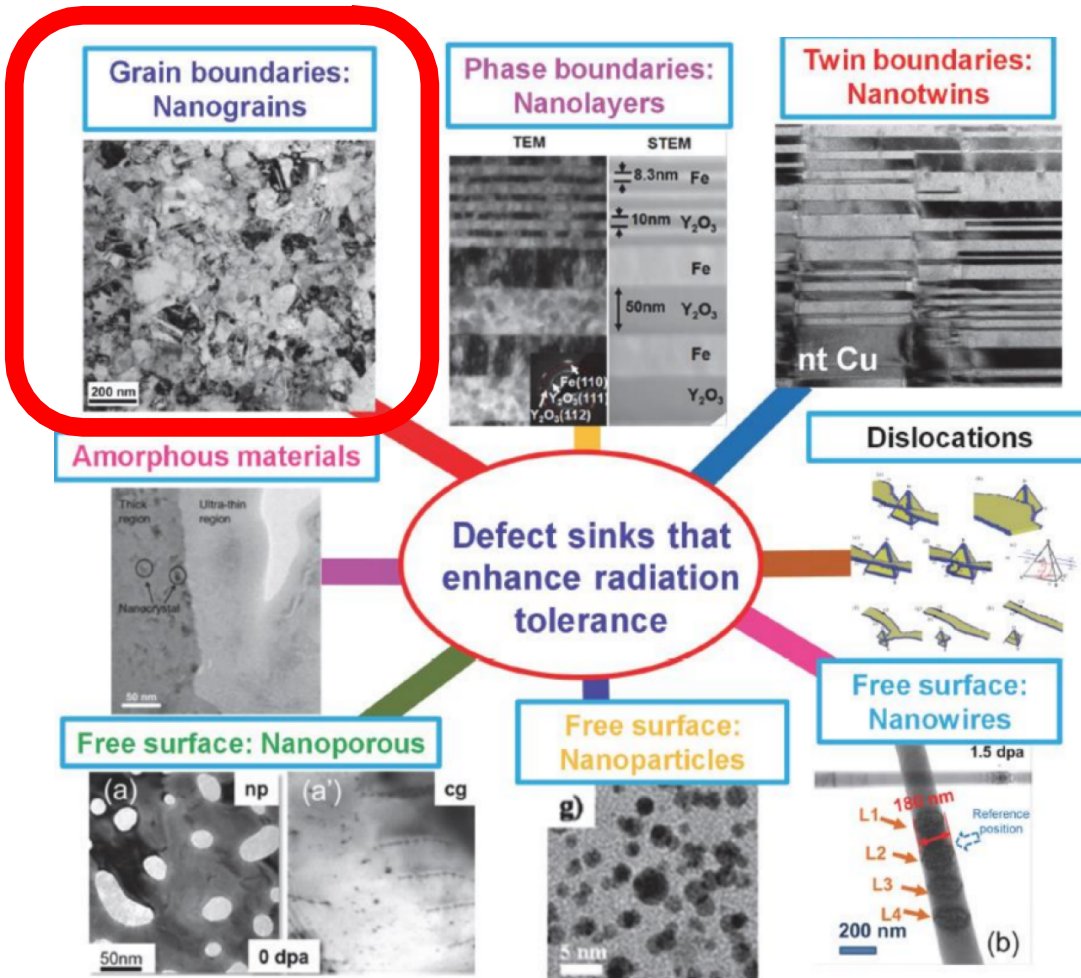 Grain boundaries:
Nanograins
200 nm
Phase boundaries:
Nanolayers
TEM
STEM
8.3nm
Fe
10nm
Y₂O₃
Fe
50nm
Y₂O₃
Fe
Fe(110)
Y₂O₃(111)
Y₂O₃(112)
Y₂O₃
Twin boundaries:
Nanotwins
nt Cu
Amorphous materials
Thick
region
Ultra-thin
region
Nanocrystal
50 nm
Defect sinks that
enhance radiation
tolerance
Dislocations
Free surface: Nanoporous
(a)
np
(a')
cg
50nm
0 dpa
Free surface:
Nanoparticles
g)
5 nm
Free surface:
Nanowires
1.5 dpa
180 nm
L1
Reference
position
L2
L3
L4
200 nm
(b)